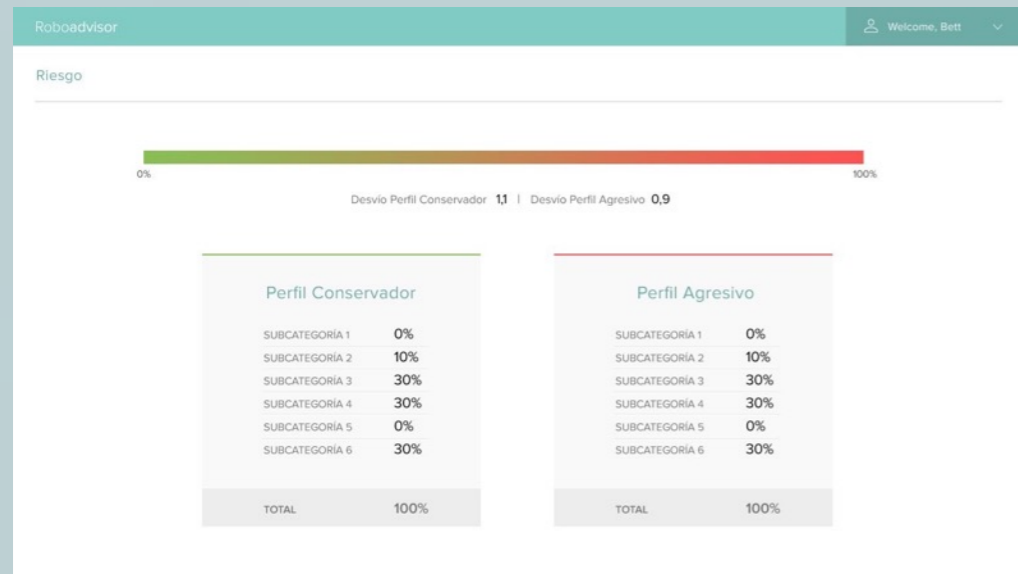 Roboadvisor
Welcome, Bett
Riesgo
0%
100%
Desvío Perfil Conservador 1,1 | Desvío Perfil Agresivo 0,9
Perfil Conservador
SUBCATEGORÍA 1 0%
SUBCATEGORÍA 2 10%
SUBCATEGORÍA 3 30%
SUBCATEGORÍA 4 30%
SUBCATEGORÍA 5 0%
SUBCATEGORÍA 6 30%
TOTAL 100%
Perfil Agresivo
SUBCATEGORÍA 1 0%
SUBCATEGORÍA 2 10%
SUBCATEGORÍA 3 30%
SUBCATEGORÍA 4 30%
SUBCATEGORÍA 5 0%
SUBCATEGORÍA 6 30%
TOTAL 100%